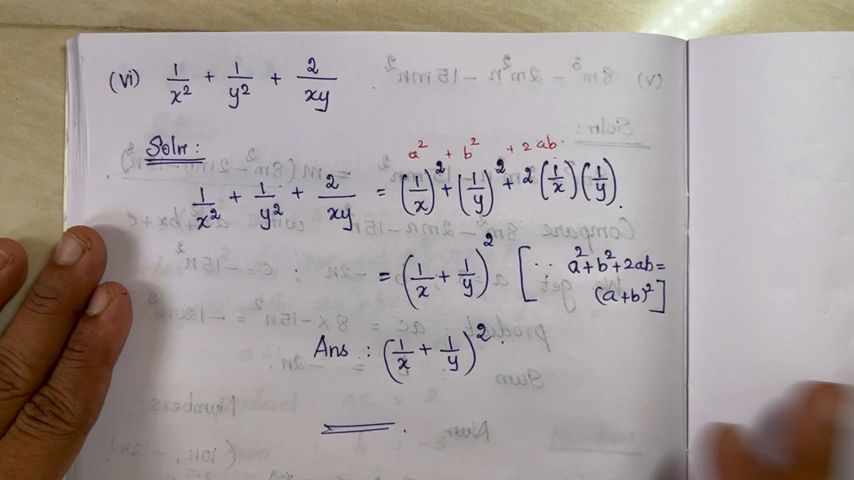 (vi) 1/x² + 1/y² + 2/xy
Soln:
a² + b² + 2ab.
1/x² + 1/y² + 2/xy = (1/x)² + (1/y)² + 2(1/x)(1/y).
= (1/x + 1/y)² [∵ a² + b² + 2ab =
(a+b)²]
Ans : (1/x + 1/y)².